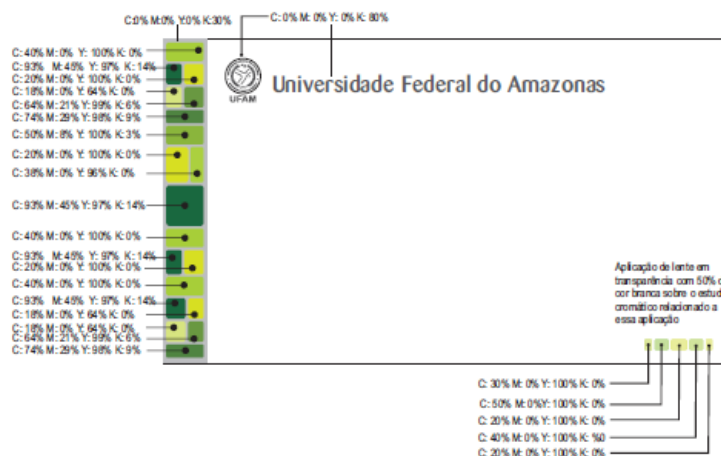 C:0% M:0% Y:0% K:30%
C: 0% M: 0% Y: 0% K: 80%
C: 40% M: 0% Y: 100% K: 0%
C: 93% M: 45% Y: 97% K: 14%
C: 20% M: 0% Y: 100% K: 0%
C: 18% M: 0% Y: 64% K: 0%
C: 64% M: 21% Y: 99% K: 6%
C: 74% M: 29% Y: 98% K: 9%
C: 50% M: 8% Y: 100% K: 3%
C: 20% M: 0% Y: 100% K: 0%
C: 38% M: 0% Y: 96% K: 0%
C: 93% M: 45% Y: 97% K: 14%
C: 40% M: 0% Y: 100% K: 0%
C: 93% M: 45% Y: 97% K: 14%
C: 20% M: 0% Y: 100% K: 0%
C: 40% M: 0% Y: 100% K: 0%
C: 93% M: 45% Y: 97% K: 14%
C: 18% M: 0% Y: 64% K: 0%
C: 18% M: 0% Y: 64% K: 0%
C: 64% M: 21% Y: 99% K: 6%
C: 74% M: 29% Y: 98% K: 9%
UFAM
Universidade Federal do Amazonas
Aplicação de lente em
transparência com 50% d
cor branca sobre o estud
cromático relacionado a
essa aplicação
C: 30% M: 0% Y: 100% K: 0%
C: 50% M: 0%Y: 100% K: 0%
C: 20% M: 0% Y: 100% K: 0%
C: 40% M: 0% Y: 100% K: %0
C: 20% M: 0% Y: 100% K: 0%